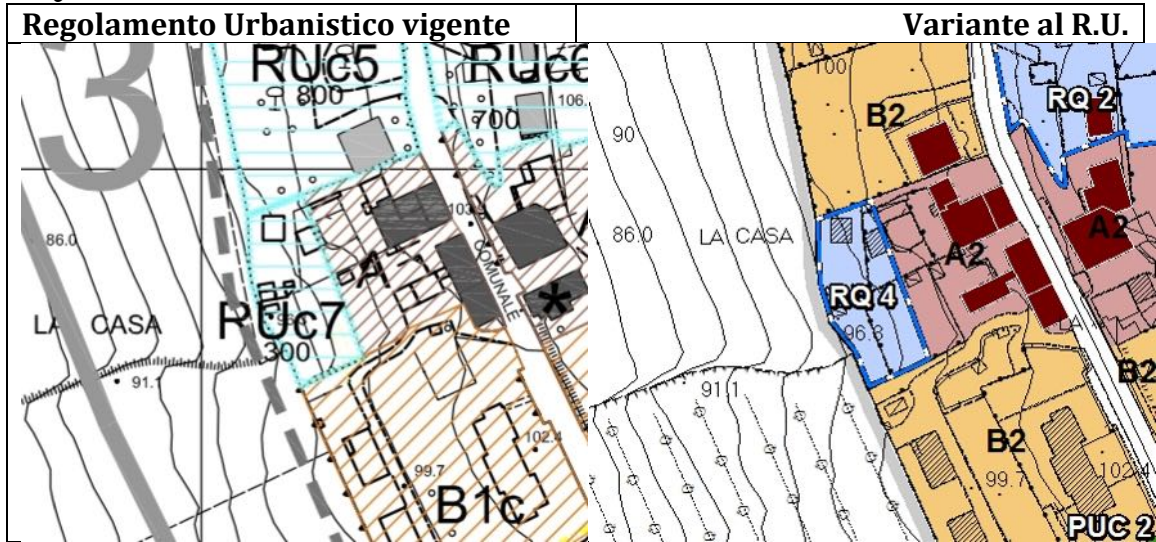 Regolamento Urbanistico vigente
Variante al R.U.
3
RUc5
800
RUc6
106.
700
103.
86.0
COMUNALE
A
*
LA CASA
RUc7
300
91.1
102.4
99.7
B1c
100
B2
RQ 2
90
A2
A2
86.0
LA CASA
RQ 4
96.8
91.1
B2
B2
99.7
102.4
PUC 2